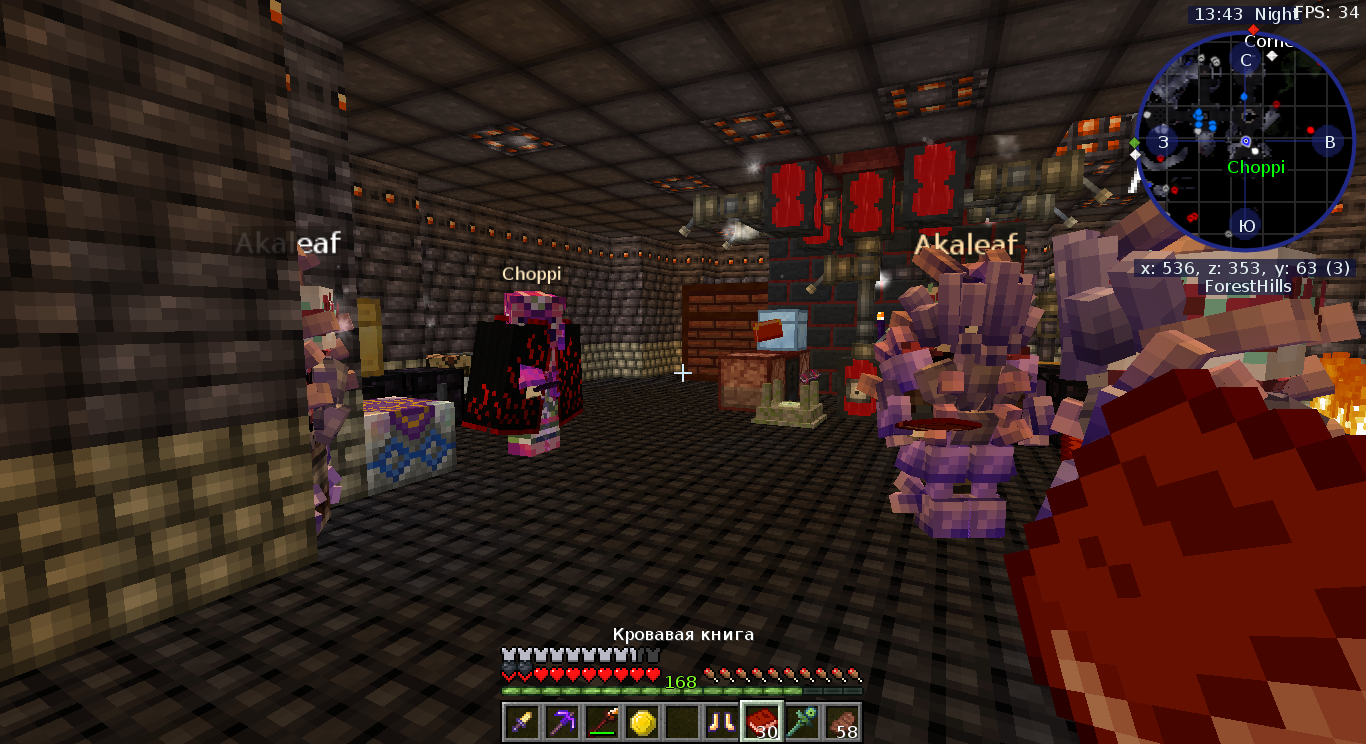 13:43 Night
FPS: 34
Corne
С
З
В
Choppi
Ю
x: 536, z: 353, y: 63 (3)
ForestHills
Akaleaf
Akaleaf
Choppi
Кровавая книга
168
30
58